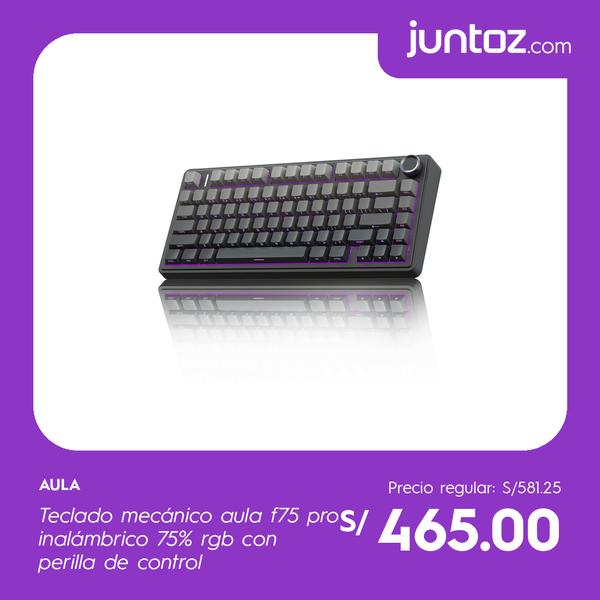 juntoz.com
AULA
Teclado mecánico aula f75 pro
inalámbrico 75% rgb con
perilla de control
Precio regular: S/581.25
S/ 465.00